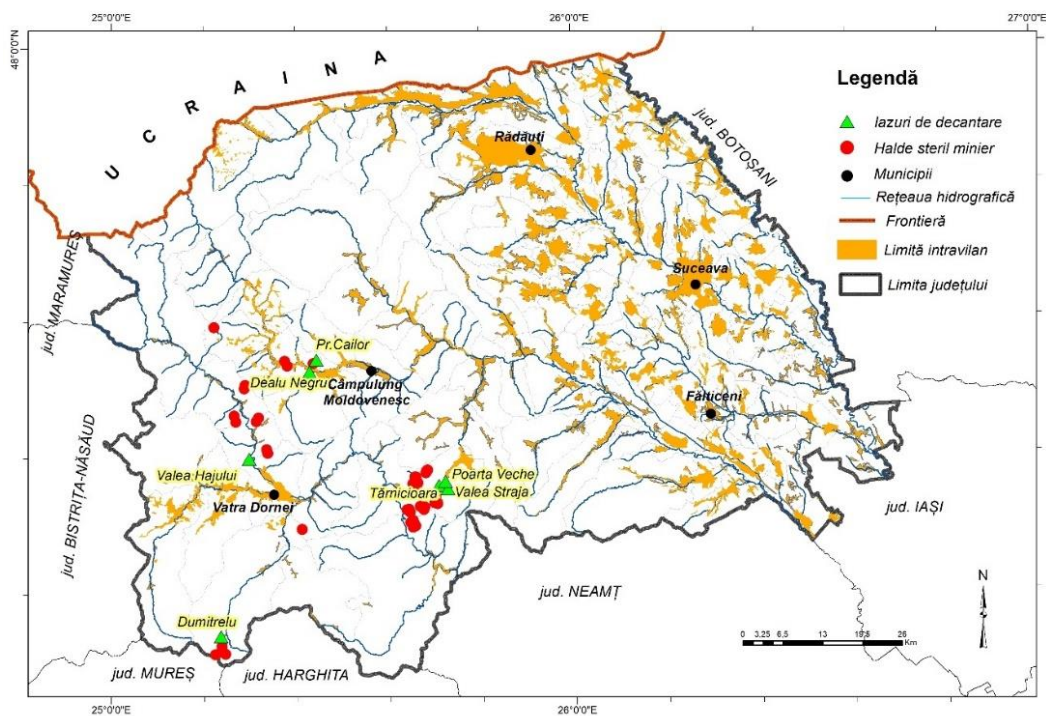 25°0'0"E
26°0'0"E
27°0'0"E
48°0'0"N
UCRAINA
Legendă
Iazuri de decantare
Halde steril minier
Municipii
Rețeaua hidrografică
Frontieră
Limită intravilan
Limita județului
jud. BOTOȘANI
Rădăuți
jud. MARAMUREȘ
Suceava
Pr.Cailor
Dealu Negru
Câmpulung
Moldovenesc
Fălticeni
jud. BISTRIȚA-NĂSĂUD
Valea Hajului
Vatra Dornei
Poarta Veche
Târnicioara
Valea Straja
jud. IAȘI
jud. NEAMȚ
N
Dumitrelu
0 3,25 6,5 13 19,5 26
Km
jud. MUREȘ
jud. HARGHITA
25°0'0"E
26°0'0"E